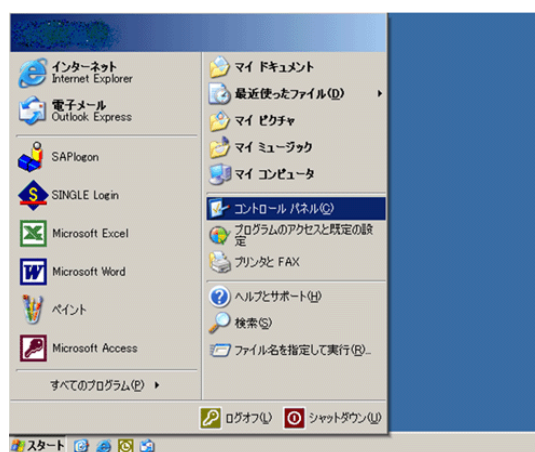 インターネット
Internet Explorer
電子メール
Outlook Express
SAPlogon
SINGLE Login
Microsoft Excel
Microsoft Word
ペイント
Microsoft Access
すべてのプログラム(P)
マイ ドキュメント
最近使ったファイル(D)
マイ ピクチャ
マイ ミュージック
マイ コンピュータ
コントロール パネル(C)
プログラムのアクセスと既定の設
定
プリンタと FAX
ヘルプとサポート(H)
検索(S)
ファイル名を指定して実行(R)...
ログオフ(L)
シャットダウン(U)
スタート